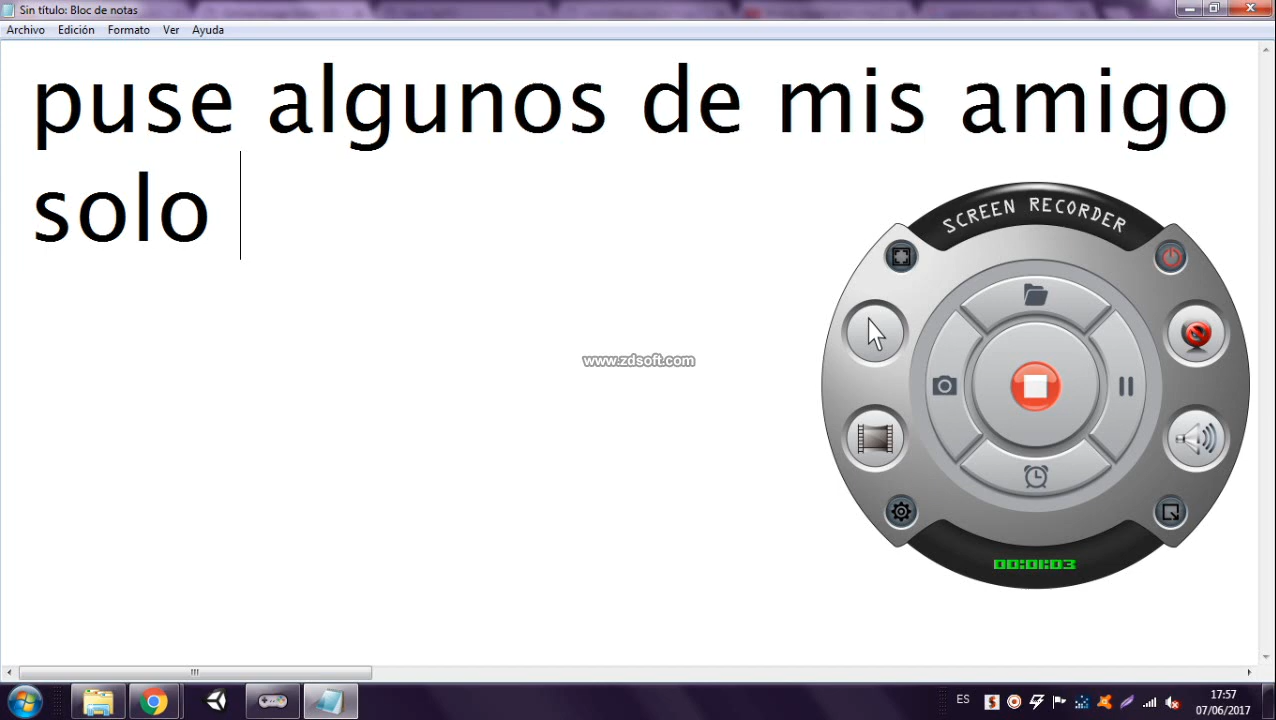 Sin título: Bloc de notas
Archivo Edición Formato Ver Ayuda
puse algunos de mis amigo
solo
SCREEN RECORDER
www.zdsoft.com
00:01:03
ES
17:57
07/06/2017